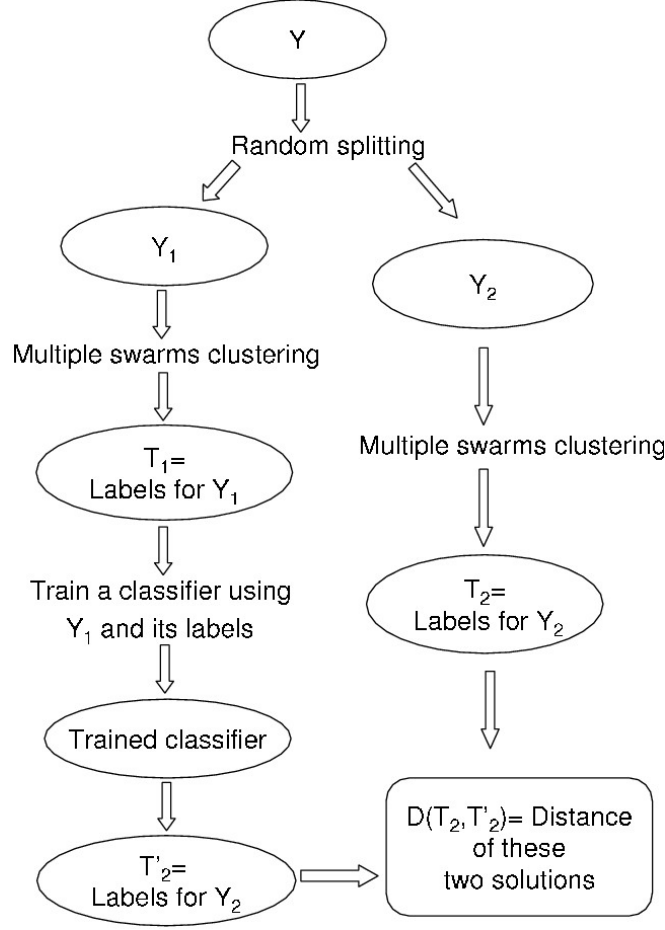 Y
Random splitting
Y₁
Y₂
Multiple swarms clustering
T₁=
Labels for Y₁
Multiple swarms clustering
Train a classifier using
Y₁ and its labels
T₂=
Labels for Y₂
Trained classifier
T'₂=
Labels for Y₂
D(T₂,T'₂)= Distance
of these
two solutions